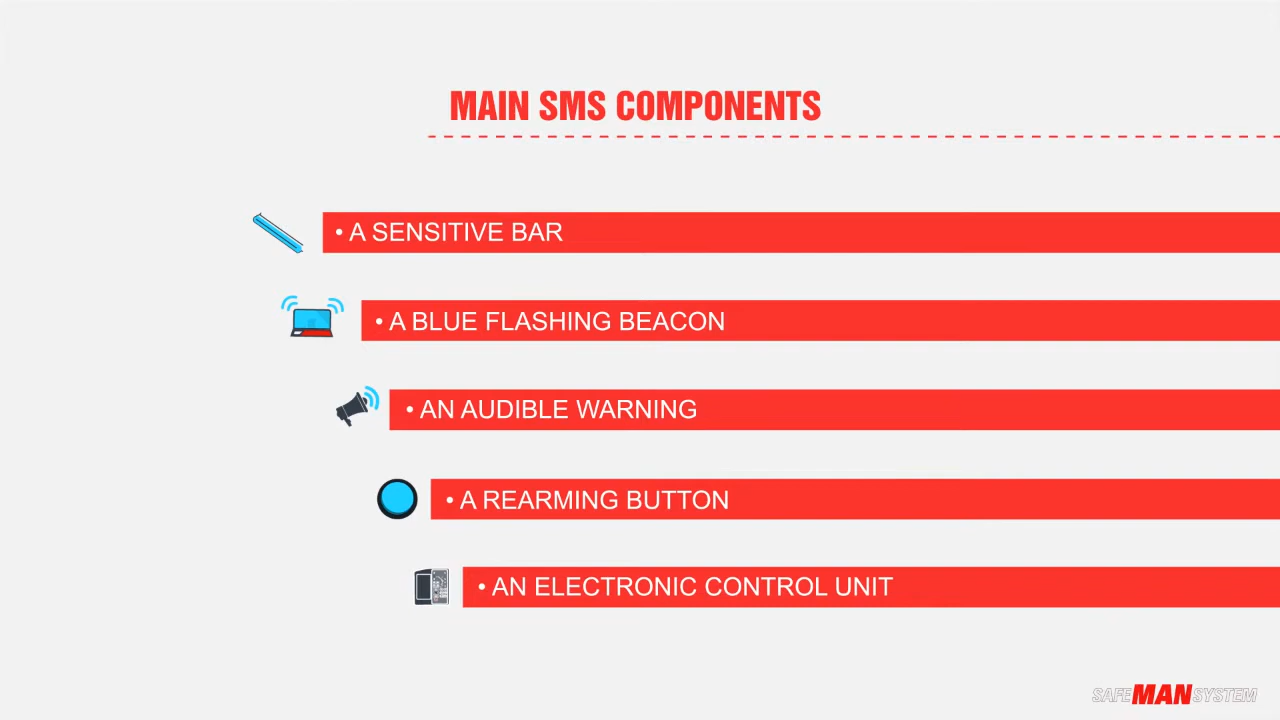 MAIN SMS COMPONENTS
• A SENSITIVE BAR
• A BLUE FLASHING BEACON
• AN AUDIBLE WARNING
• A REARMING BUTTON
• AN ELECTRONIC CONTROL UNIT
SAFEMANSYSTEM